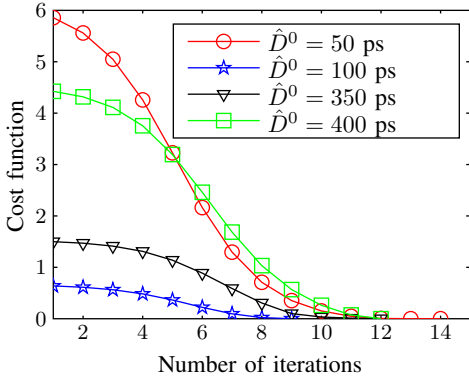 6
5
4
3
2
1
0
Cost function
D̂⁰ = 50 ps
D̂⁰ = 100 ps
D̂⁰ = 350 ps
D̂⁰ = 400 ps
2 4 6 8 10 12 14
Number of iterations